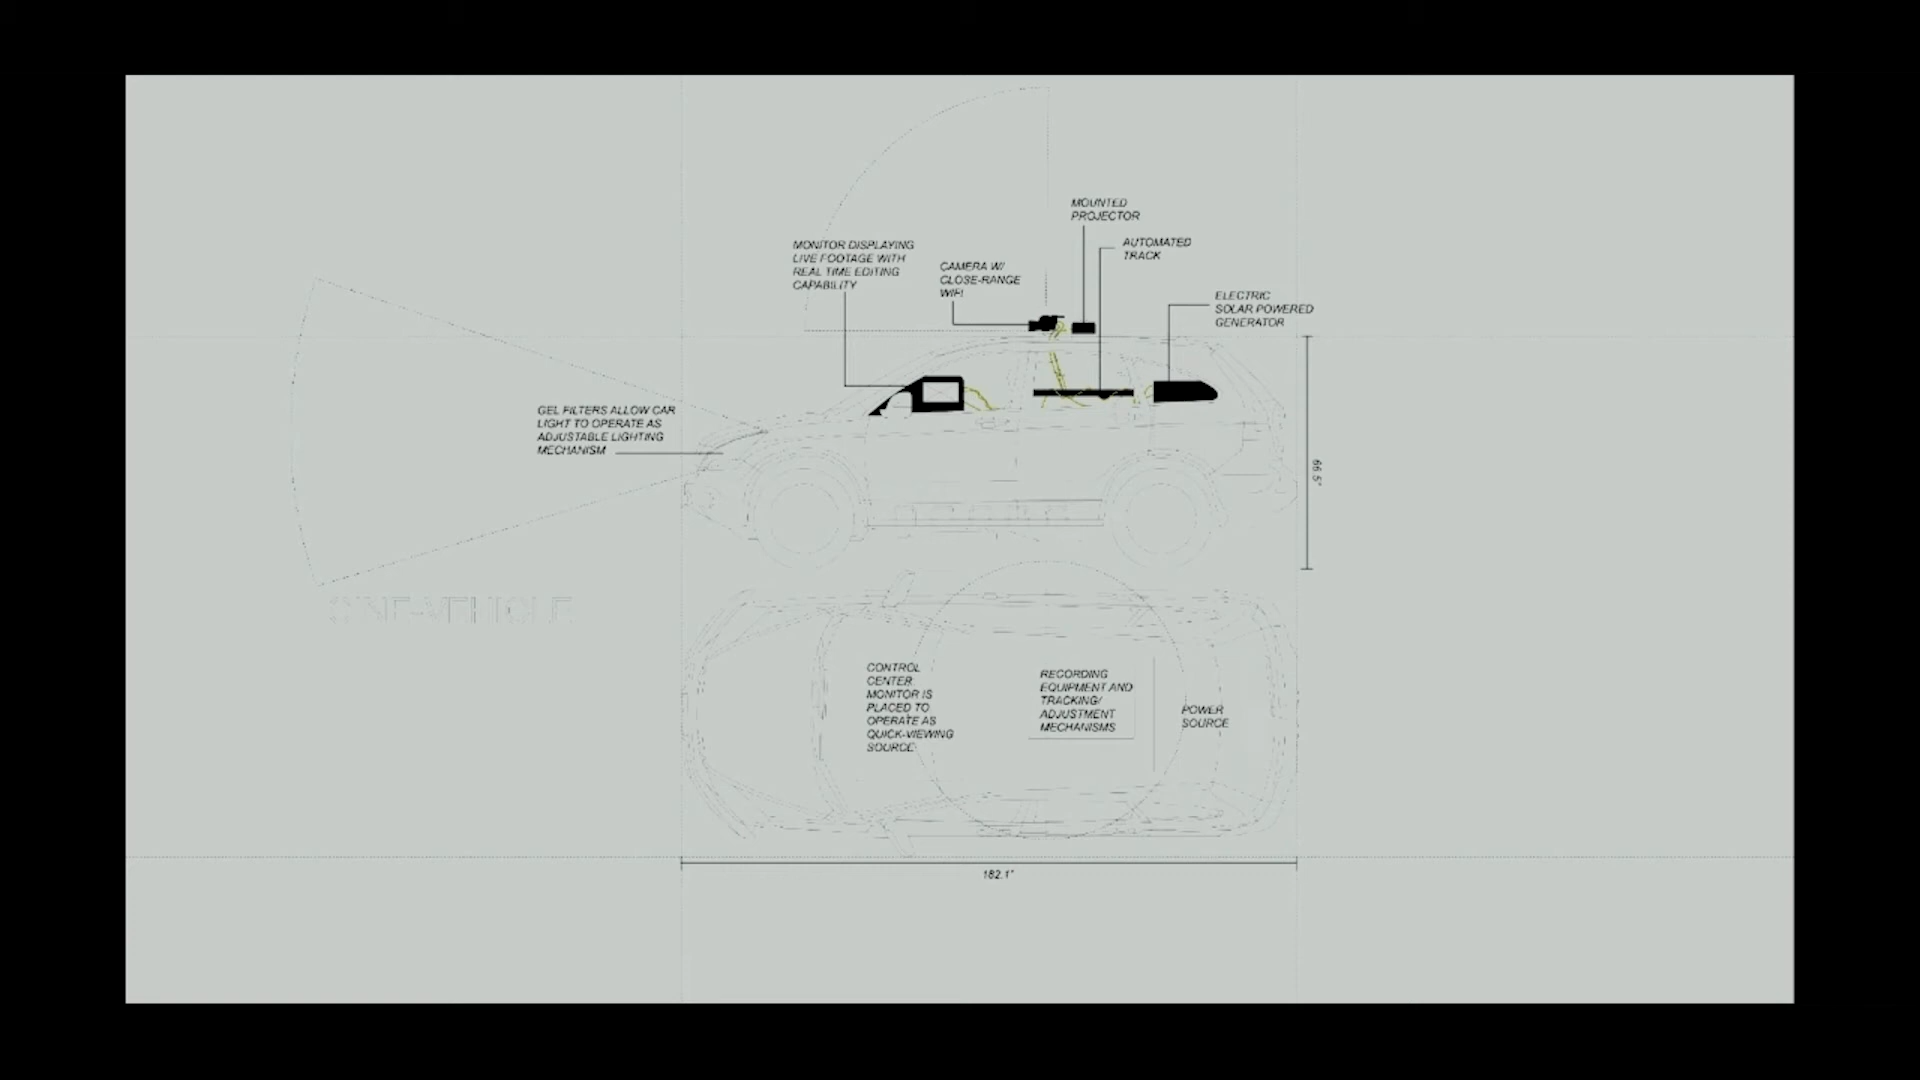 MOUNTED
PROJECTOR
AUTOMATED
TRACK
MONITOR DISPLAYING
LIVE FOOTAGE WITH
REAL TIME EDITING
CAPABILITY
CAMERA W/
CLOSE-RANGE
WIFI
ELECTRIC
SOLAR POWERED
GENERATOR
GEL FILTERS ALLOW CAR
LIGHT TO OPERATE AS
ADJUSTABLE LIGHTING
MECHANISM
66.5"
CINE-VEHICLE
CONTROL
CENTER:
MONITOR IS
PLACED TO
OPERATE AS
QUICK-VIEWING
SOURCE
RECORDING
EQUIPMENT AND
TRACKING/
ADJUSTMENT
MECHANISMS
POWER
SOURCE
182.1"